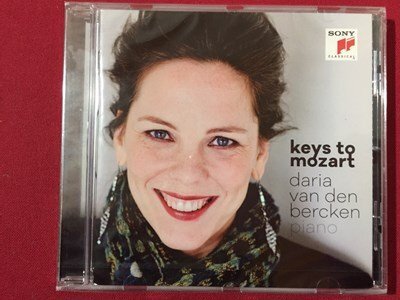 SONY
CLASSICAL
keys to
mozart
daria
van den
bercken
piano